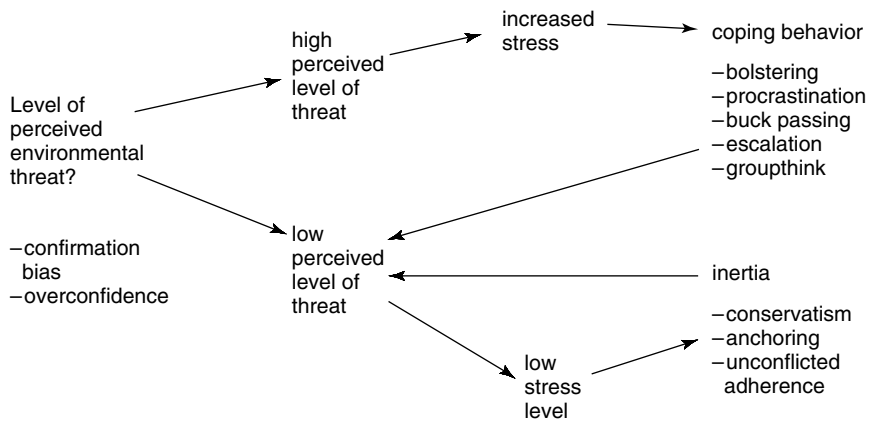 Level of
perceived
environmental
threat?
–confirmation
bias
–overconfidence
high
perceived
level of
threat
increased
stress
coping behavior
–bolstering
–procrastination
–buck passing
–escalation
–groupthink
low
perceived
level of
threat
low
stress
level
inertia
–conservatism
–anchoring
–unconflicted
adherence